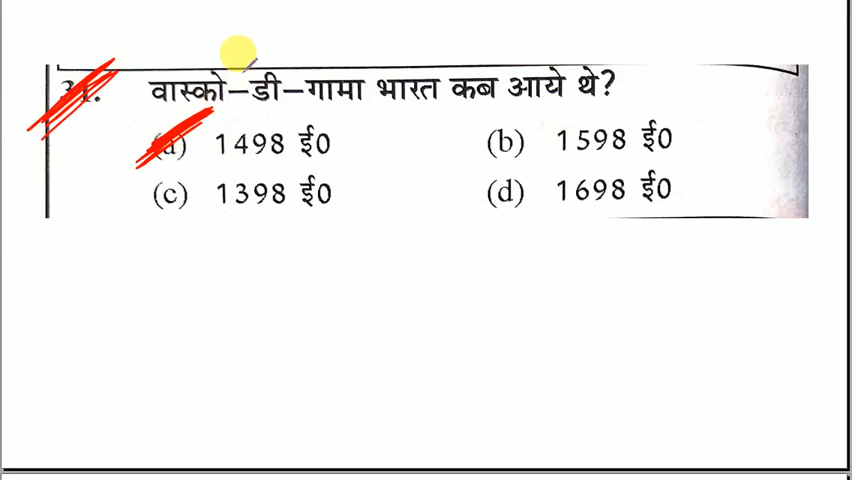 वास्को–डी–गामा भारत कब आये थे?
(a) 1498 ई0 (b) 1598 ई0
(c) 1398 ई0 (d) 1698 ई0